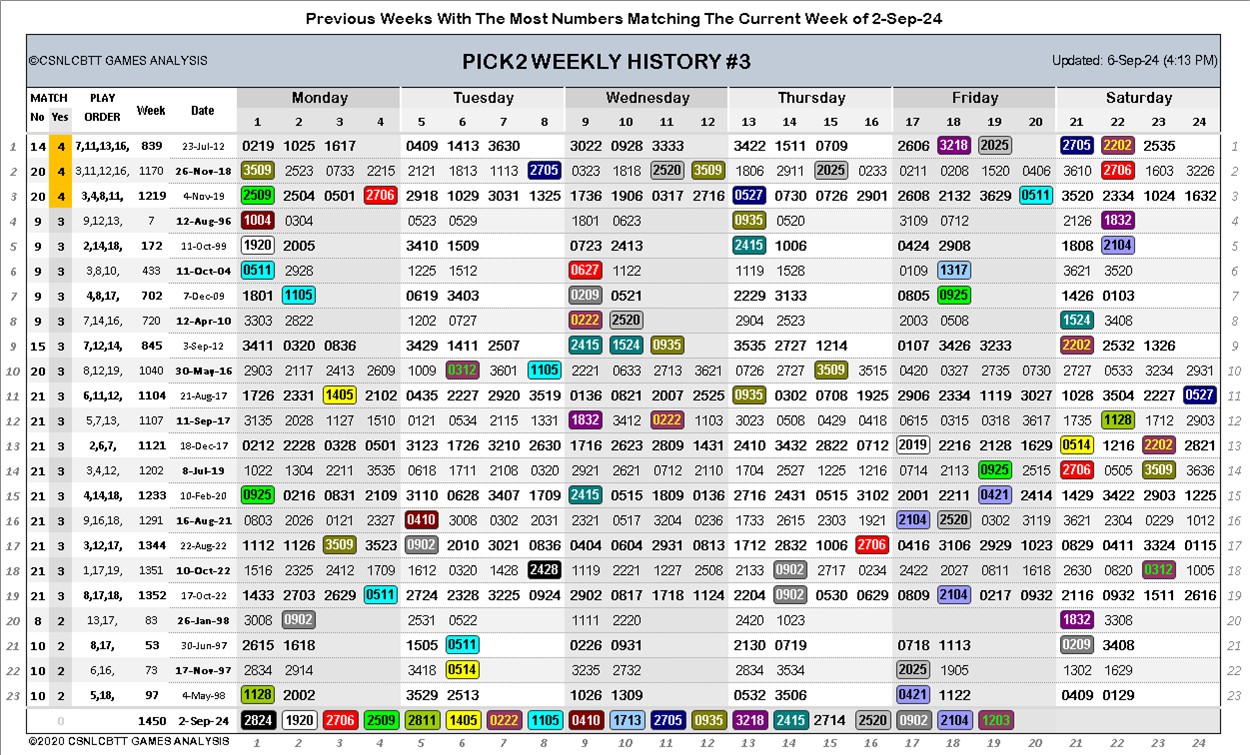 Previous Weeks With The Most Numbers Matching The Current Week of 2-Sep-24
©CSNLCBTT GAMES ANALYSIS PICK2 WEEKLY HISTORY #3 Updated: 6-Sep-24 (4:13 PM)
MATCH PLAY Week Date Monday Tuesday Wednesday Thursday Friday Saturday
No Yes ORDER 1 2 3 4 5 6 7 8 9 10 11 12 13 14 15 16 17 18 19 20 21 22 23 24
1 14 4 7,11,13,16, 839 23-Jul-12 0219 1025 1617 0409 1413 3630 3022 0928 3333 3422 1511 0709 2606 3218 2025 2705 2202 2535 1
2 20 4 3,11,12,16, 1170 26-Nov-18 3509 2523 0733 2215 2121 1813 1113 2705 0323 1818 2520 3509 1806 2911 2025 0233 0211 0208 1520 0406 3610 2706 1603 3226 2
3 20 4 3,4,8,11, 1219 4-Nov-19 2509 2504 0501 2706 2918 1029 3031 1325 1736 1906 0317 2716 0527 0730 0726 2901 2608 2132 3629 0511 3520 2334 1024 1632 3
4 9 3 9,12,13, 7 12-Aug-96 1004 0304 0523 0529 1801 0623 0935 0520 3109 0712 2126 1832 4
5 9 3 2,14,18, 172 11-Oct-99 1920 2005 3410 1509 0723 2413 2415 1006 0424 2908 1808 2104 5
6 9 3 3,8,10, 433 11-Oct-04 0511 2928 1225 1512 0627 1122 1119 1528 0109 1317 3621 3520 6
7 9 3 4,8,17, 702 7-Dec-09 1801 1105 0619 3403 0209 0521 2229 3133 0805 0925 1426 0103 7
8 9 3 7,14,16, 720 12-Apr-10 3303 2822 1202 0727 0222 2520 2904 2523 2003 0508 1524 3408 8
9 15 3 7,12,14, 845 3-Sep-12 3411 0320 0836 3429 1411 2507 2415 1524 0935 3535 2727 1214 0107 3426 3233 2202 2532 1326 9
10 20 3 8,12,19, 1040 30-May-16 2903 2117 2413 2609 1009 0312 3601 1105 2221 0633 2713 3621 0726 2727 3509 3515 0420 0327 2735 0730 2727 0533 3234 2931 10
11 21 3 6,11,12, 1104 21-Aug-17 1726 2331 1405 2102 0435 2227 2920 3519 0136 0821 2007 2525 0935 0302 0708 1925 2906 2334 1119 3027 1028 3504 2227 0527 11
12 21 3 5,7,13, 1107 11-Sep-17 3135 2028 1127 1510 0121 0534 2115 1331 1832 3412 0222 1103 3023 0508 0429 0418 0615 0315 0318 3617 1735 1128 1712 2903 12
13 21 3 2,6,7, 1121 18-Dec-17 0212 2228 0328 0501 3123 1726 3210 2630 1716 2623 2809 1431 2410 3432 2822 0712 2019 2216 2128 1629 0514 1216 2202 2821 13
14 21 3 3,4,12, 1202 8-Jul-19 1022 1304 2211 3535 0618 1711 2108 0320 2921 2621 0712 2110 1704 2527 1225 1216 0714 2113 0925 2515 2706 0505 3509 3636 14
15 21 3 4,14,18, 1233 10-Feb-20 0925 0216 0831 2109 3110 0628 3407 1709 2415 0515 1809 0136 2716 2431 0515 3102 2001 2211 0421 2414 1429 3422 2903 1225 15
16 21 3 9,16,18, 1291 16-Aug-21 0803 2026 0121 2327 0410 3008 0302 2031 2321 0517 3204 0236 1733 2615 2303 1921 2104 2520 0302 3119 3621 2304 0229 1012 16
17 21 3 3,12,17, 1344 22-Aug-22 1112 1126 3509 3523 0902 2010 3021 0836 0404 0604 2931 0813 1712 2832 1006 2706 0416 3106 2929 1023 0829 0411 3324 0115 17
18 21 3 1,17,19, 1351 10-Oct-22 1516 2325 2412 1709 1612 0320 1428 2428 1119 2221 1227 2508 2133 0902 2717 0234 2422 2027 0811 1618 2630 0820 0312 1005 18
19 21 3 8,17,18, 1352 17-Oct-22 1433 2703 2629 0511 2724 2328 3225 0924 2902 0817 1718 1124 2204 0902 0530 0629 0809 2104 0217 0932 2116 0932 1511 2616 19
20 8 2 13,17, 83 26-Jan-98 3008 0902 2531 0522 1111 2220 2420 1023 1832 3308 20
21 10 2 8,17, 53 30-Jun-97 2615 1618 1505 0511 0226 0931 2130 0719 0718 1113 0209 3408 21
22 10 2 6,16, 73 17-Nov-97 2834 2914 3418 0514 3235 2732 2834 3534 2025 1905 1302 1629 22
23 10 2 5,18, 97 4-May-98 1128 2002 3529 2513 1026 1309 0532 3506 0421 1122 0409 0129 23
0 1450 2-Sep-24 2824 1920 2706 2509 2811 1405 0222 1105 0410 1713 2705 0935 3218 2415 2714 2520 0902 2104 1203
©2020 CSNLCBTT GAMES ANALYSIS 1 2 3 4 5 6 7 8 9 10 11 12 13 14 15 16 17 18 19 20 21 22 23 24